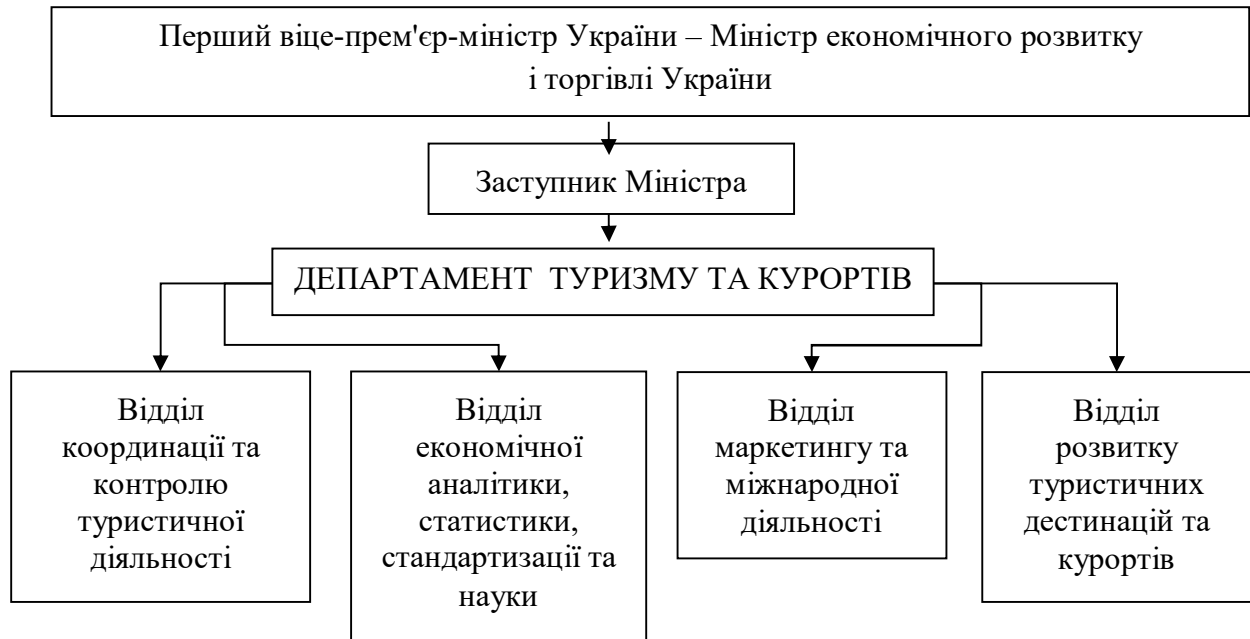 Перший віце-прем'єр-міністр України – Міністр економічного розвитку
і торгівлі України
Заступник Міністра
ДЕПАРТАМЕНТ ТУРИЗМУ ТА КУРОРТІВ
Відділ
координації та
контролю
туристичної
діяльності
Відділ
економічної
аналітики,
статистики,
стандартизації та
науки
Відділ
маркетингу та
міжнародної
діяльності
Відділ
розвитку
туристичних
дестинацій та
курортів